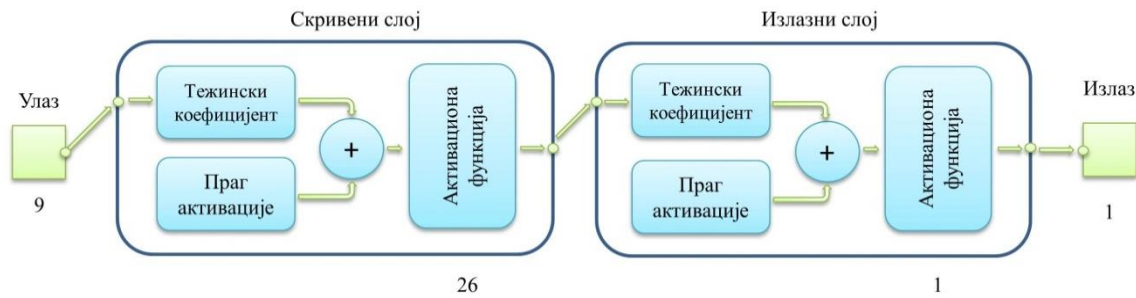 Скривени слој
Излазни слој
Улаз
9
Тежински
коефицијент
Праг
активације
+
Активациона
функција
26
Тежински
коефицијент
Праг
активације
+
Активациона
функција
1
Излаз
1